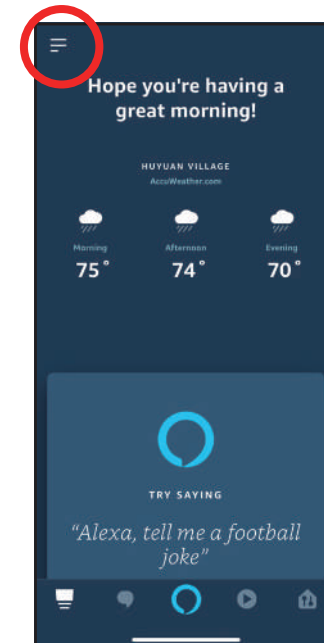 Hope you're having a
great morning!
HUYUAN VILLAGE
AccuWeather.com
Morning Afternoon Evening
75° 74° 70°
TRY SAYING
“Alexa, tell me a football
joke”